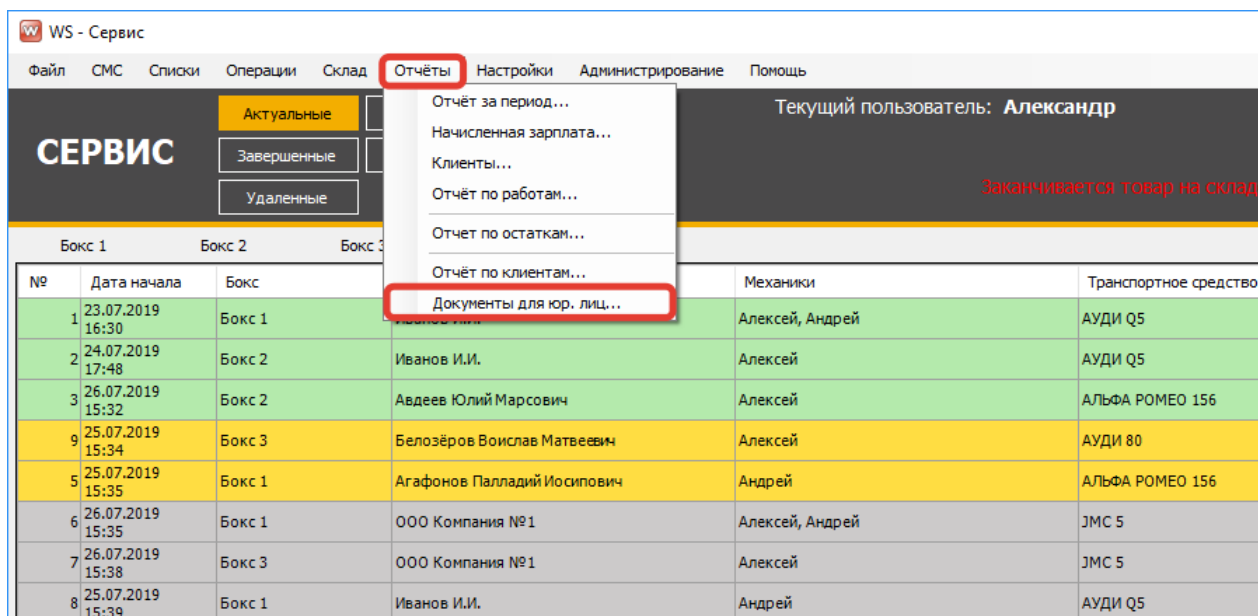 WS - Сервис
Файл СМС Списки Операции Склад Отчёты Настройки Администрирование Помощь
Отчёт за период...
Начисленная зарплата...
Клиенты...
Отчёт по работам...
Отчет по остаткам...
Отчёт по клиентам...
Документы для юр. лиц...
СЕРВИС
Актуальные
Завершенные
Удаленные
Текущий пользователь: Александр
Заканчивается товар на склад
Бокс 1 Бокс 2 Бокс 3
№ Дата начала Бокс Механики Транспортное средство
1 23.07.2019 16:30 Бокс 1 Иванов И.И. Алексей, Андрей АУДИ Q5
2 24.07.2019 17:48 Бокс 2 Иванов И.И. Алексей АУДИ Q5
3 26.07.2019 15:32 Бокс 2 Авдеев Юлий Марсович Алексей АЛЬФА РОМЕО 156
9 25.07.2019 15:34 Бокс 3 Белозёров Воислав Матвеевич Алексей АУДИ 80
5 25.07.2019 15:35 Бокс 1 Агафонов Палладий Иосипович Андрей АЛЬФА РОМЕО 156
6 26.07.2019 15:35 Бокс 1 ООО Компания №1 Алексей, Андрей JMC 5
7 26.07.2019 15:38 Бокс 3 ООО Компания №1 Алексей JMC 5
8 25.07.2019 15:39 Бокс 1 Иванов И.И. Андрей АУДИ Q5